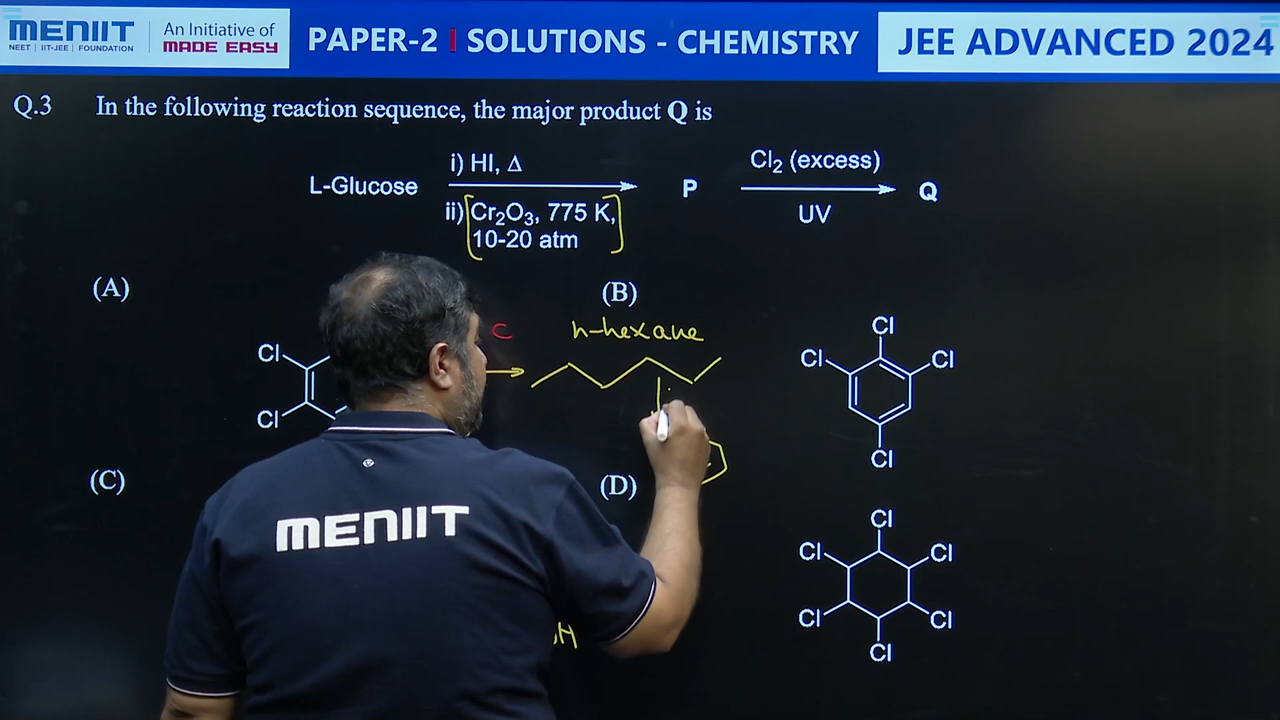 MENIIT
NEET | IIT-JEE | FOUNDATION
An Initiative of
MADE EASY
PAPER-2 | SOLUTIONS - CHEMISTRY
JEE ADVANCED 2024
Q.3 In the following reaction sequence, the major product Q is
L-Glucose
i) HI, Δ
ii) Cr₂O₃, 775 K,
10-20 atm
P
Cl₂ (excess)
UV
Q
(A)
Cl
Cl
C
n-hexane
(B)
Cl
Cl
Cl
Cl
(C)
(D)
Cl
Cl
Cl
Cl
Cl
Cl
MENIIT